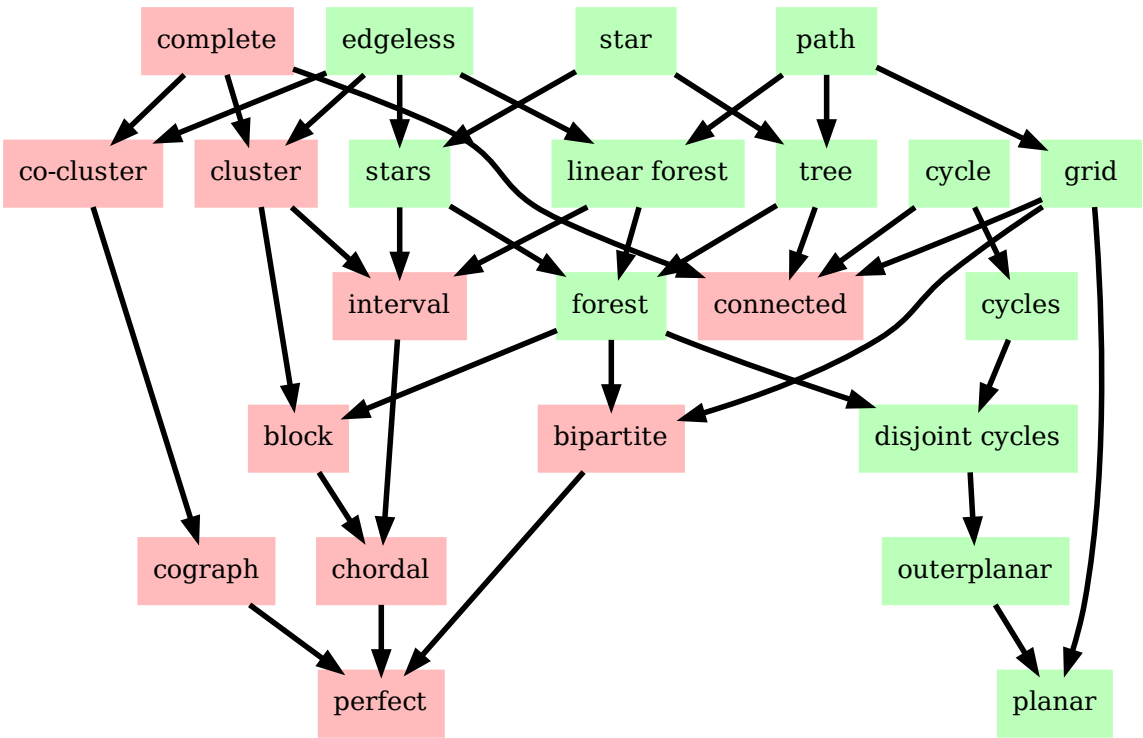 complete
edgeless
star
path
co-cluster
cluster
stars
linear forest
tree
cycle
grid
interval
forest
connected
cycles
block
bipartite
disjoint cycles
cograph
chordal
outerplanar
perfect
planar